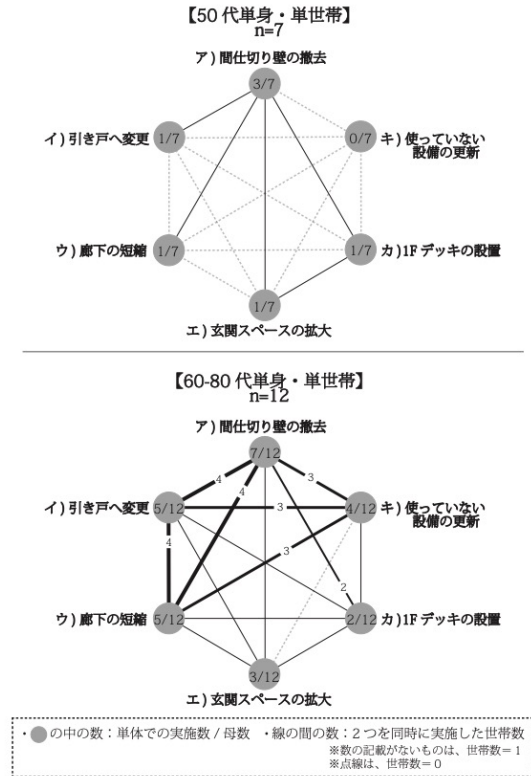 【50代単身・単世帯】
n=7
ア) 間仕切り壁の撤去
3/7
イ) 引き戸へ変更
1/7
0/7
キ) 使っていない
設備の更新
ウ) 廊下の短縮
1/7
1/7
カ)1Fデッキの設置
1/7
エ) 玄関スペースの拡大
【60-80代単身・単世帯】
n=12
ア) 間仕切り壁の撤去
7/12
4
4
3
イ) 引き戸へ変更
5/12
3
4/12
キ) 使っていない
設備の更新
4
3
2
ウ) 廊下の短縮
5/12
2/12
カ)1Fデッキの設置
3/12
エ) 玄関スペースの拡大
・●の中の数：単体での実施数 / 母数 ・線の間の数：2つを同時に実施した世帯数
※数の記載がないものは、世帯数＝1
※点線は、世帯数＝0